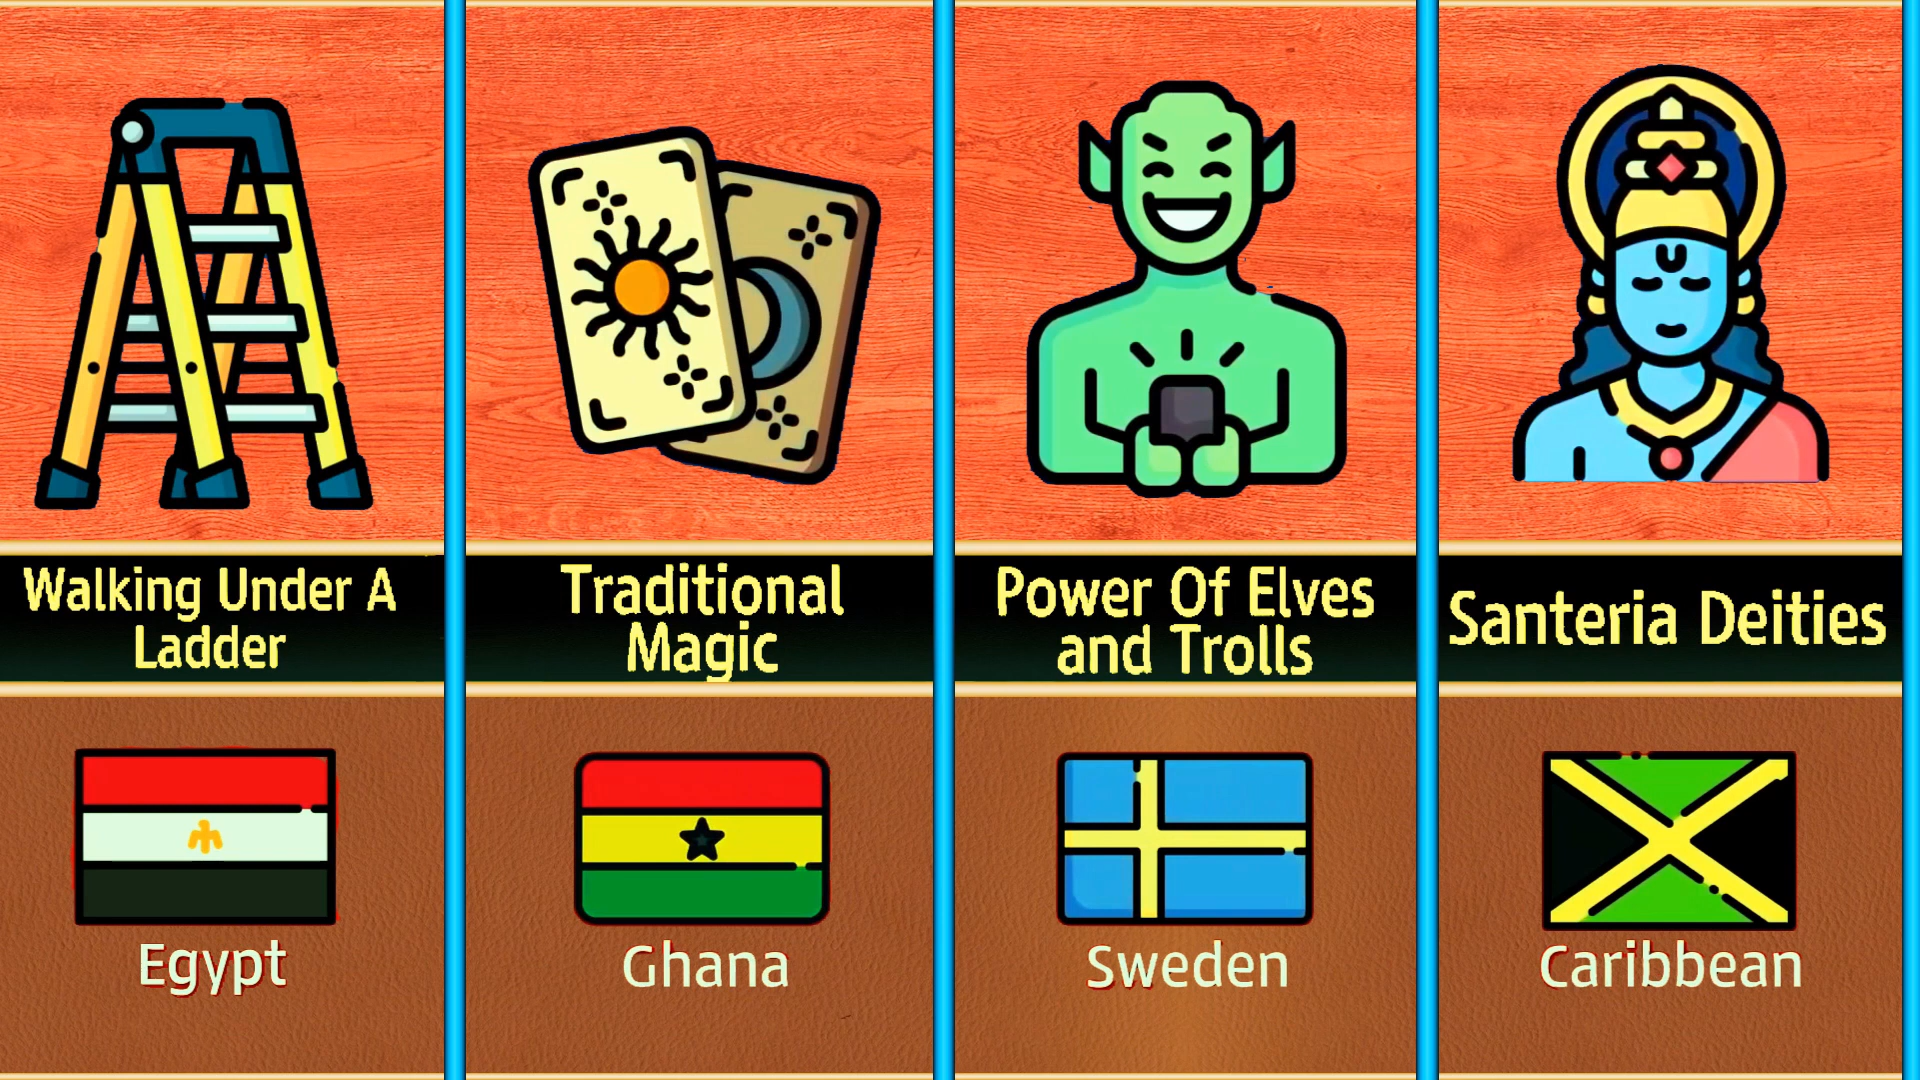 Walking Under A
Ladder
Traditional
Magic
Power Of Elves
and Trolls
Santeria Deities
Egypt
Ghana
Sweden
Caribbean